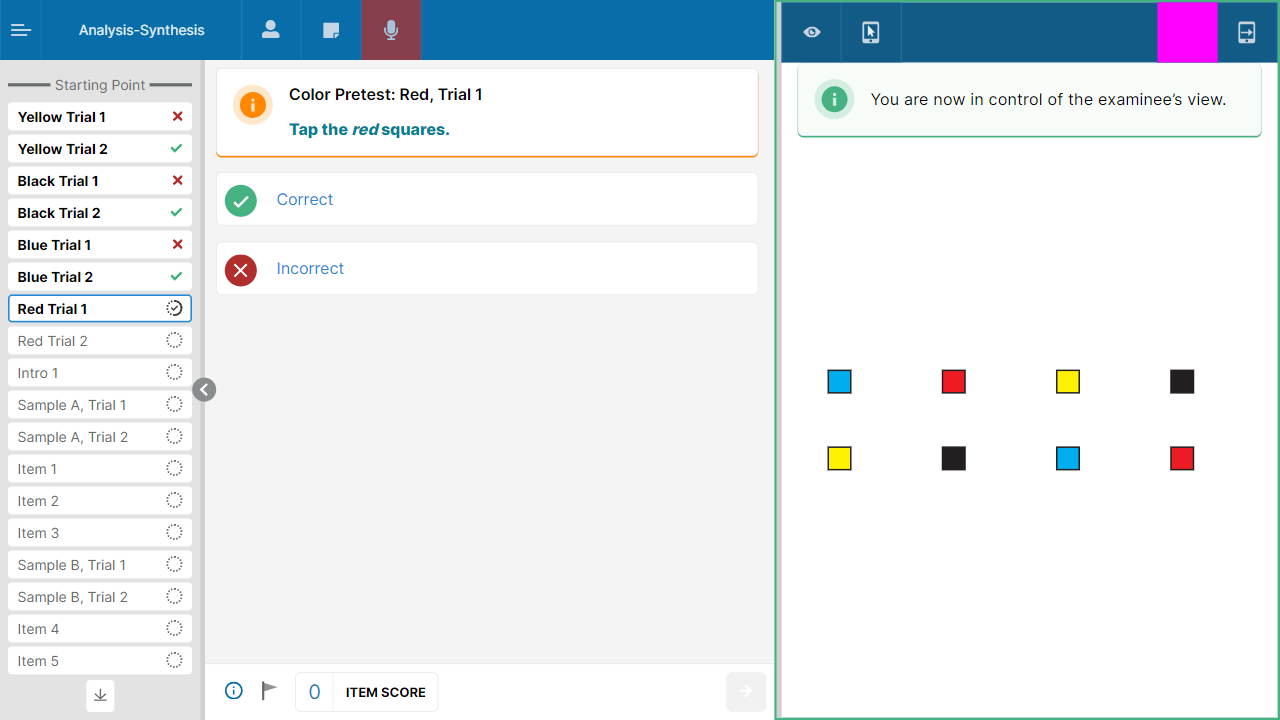 Analysis-Synthesis
Starting Point
Yellow Trial 1
Yellow Trial 2
Black Trial 1
Black Trial 2
Blue Trial 1
Blue Trial 2
Red Trial 1
Red Trial 2
Intro 1
Sample A, Trial 1
Sample A, Trial 2
Item 1
Item 2
Item 3
Sample B, Trial 1
Sample B, Trial 2
Item 4
Item 5
Color Pretest: Red, Trial 1
Tap the red squares.
Correct
Incorrect
0 ITEM SCORE
You are now in control of the examinee’s view.